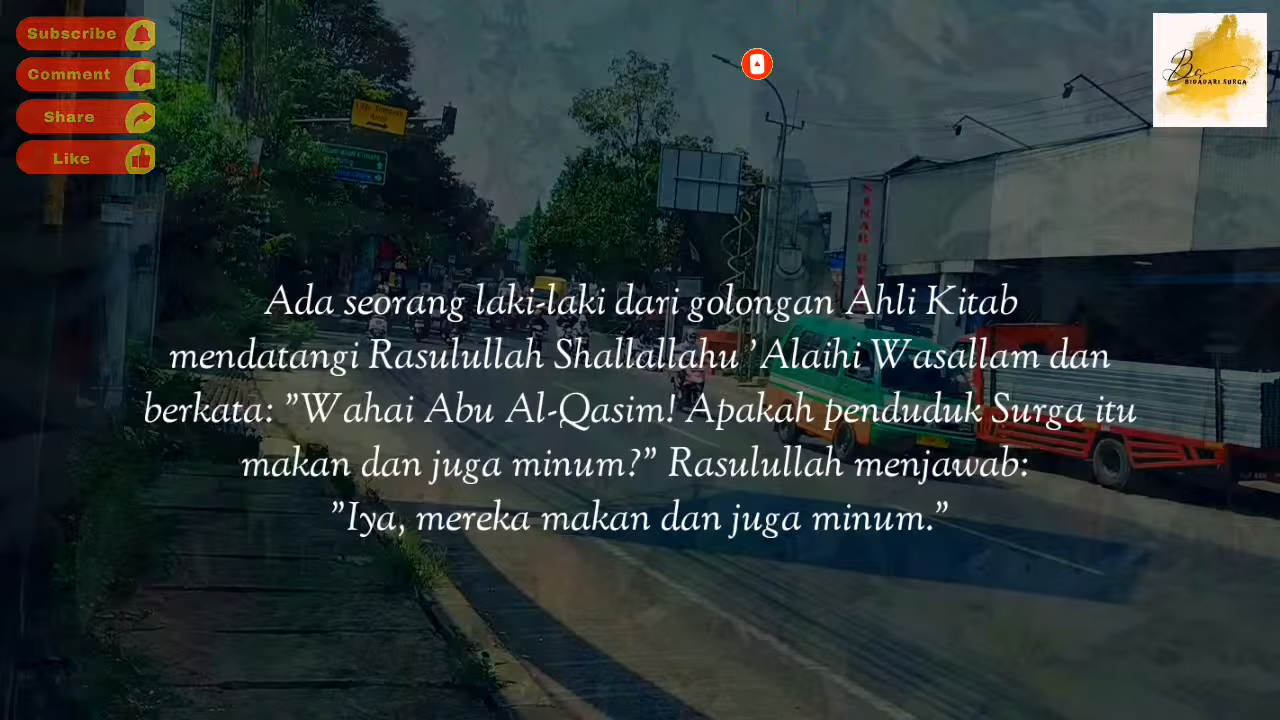 Subscribe
Comment
Share
Like
BIDADARI SURGA
SINAR
Ada seorang laki-laki dari golongan Ahli Kitab
mendatangi Rasulullah Shallallahu 'Alaihi Wasallam dan
berkata: "Wahai Abu Al-Qasim! Apakah penduduk Surga itu
makan dan juga minum?" Rasulullah menjawab:
"Iya, mereka makan dan juga minum."